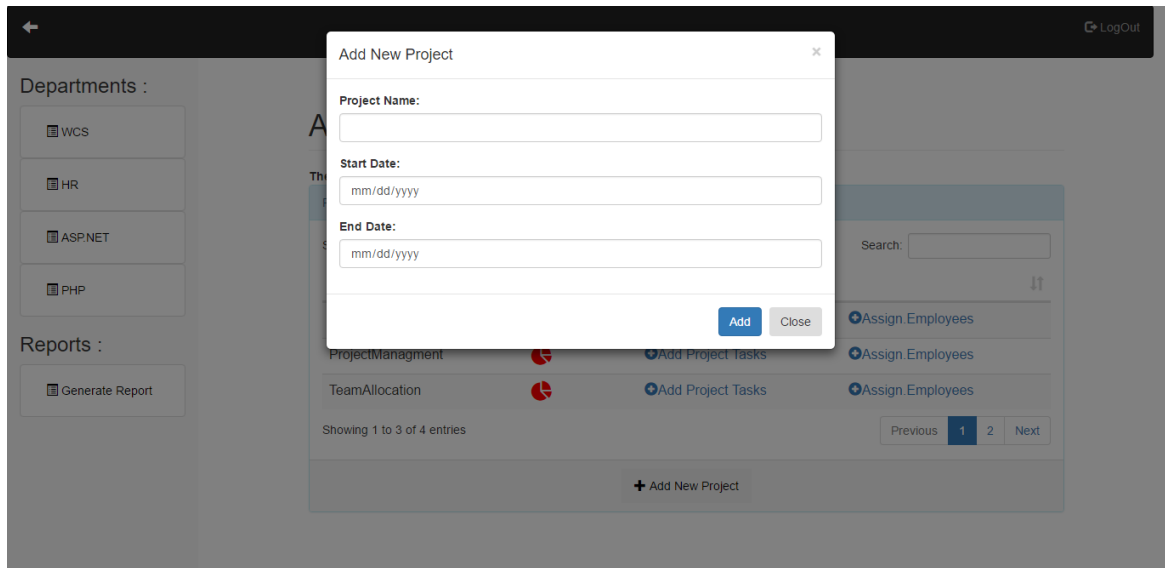 LogOut
Add New Project
×
Departments :
Project Name:
WCS
A
Start Date:
The
mm/dd/yyyy
HR
End Date:
ASP.NET
mm/dd/yyyy
Search:
PHP
Add
Close
Assign.Employees
Reports :
ProjectManagment
Add Project Tasks
Assign.Employees
Generate Report
TeamAllocation
Add Project Tasks
Assign.Employees
Showing 1 to 3 of 4 entries
Previous 1 2 Next
Add New Project